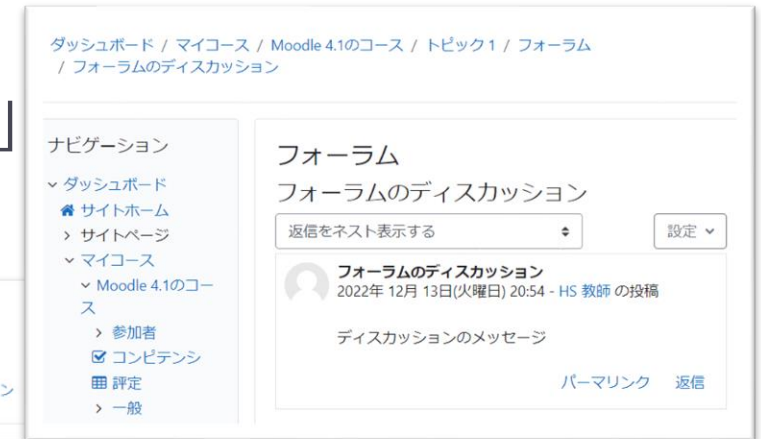 ダッシュボード / マイコース / Moodle 4.1のコース / トピック 1 / フォーラム
/ フォーラムのディスカッション
」
ナビゲーション
ダッシュボード
サイトホーム
サイトページ
マイコース
Moodle 4.1のコー
ス
参加者
コンピテンシ
評定
一般
フォーラム
フォーラムのディスカッション
返信をネスト表示する
設定
フォーラムのディスカッション
2022年 12月 13日(火曜日) 20:54 - HS 教師 の投稿
ディスカッションのメッセージ
パーマリンク 返信
ン